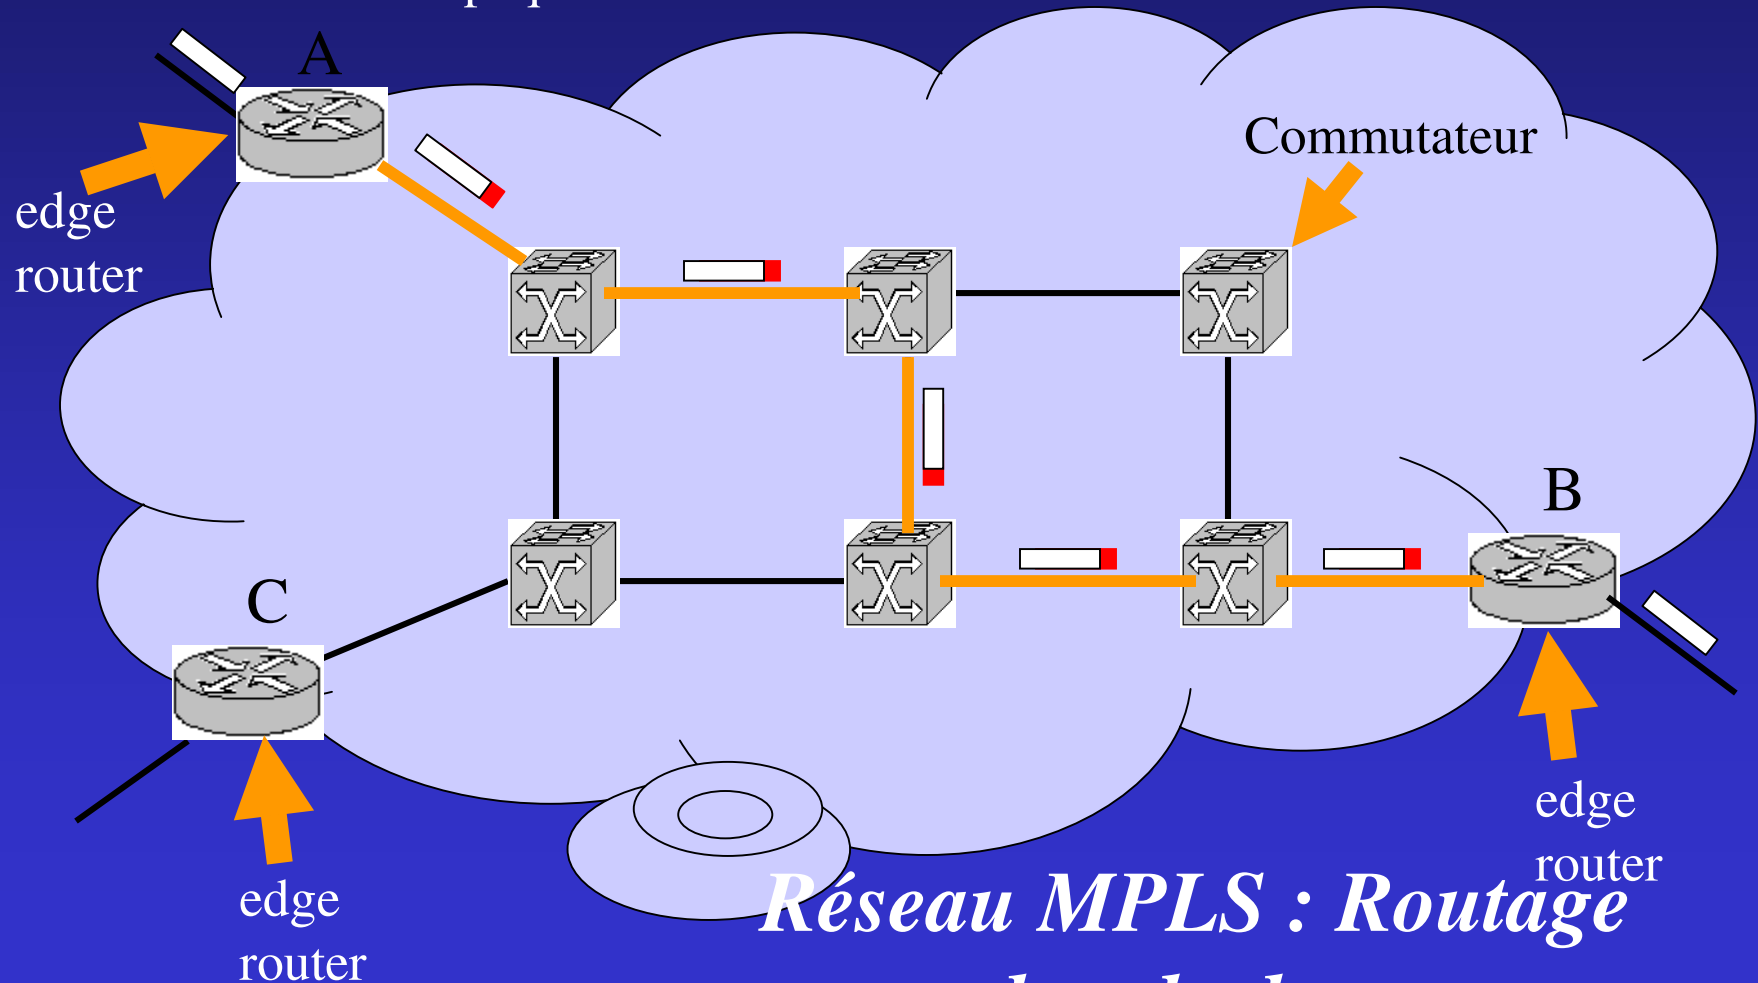 A
Commutateur
edge
router
B
C
edge
router
edge
router
Réseau MPLS : Routage